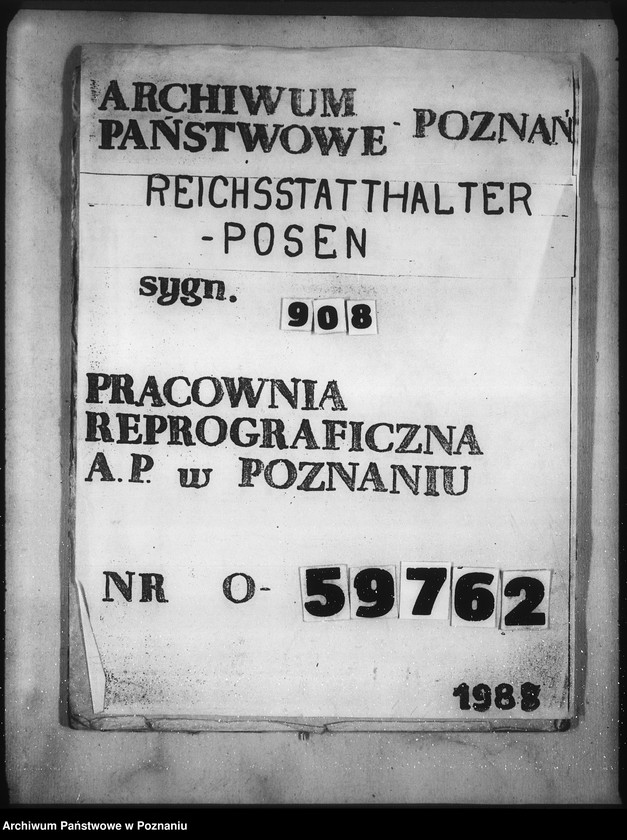 ARCHIWUM
PAŃSTWOWE - POZNAŃ
REICHSSTATTHALTER
-POSEN
sygn. 908
PRACOWNIA
REPROGRAFICZNA
A.P. w POZNANIU
NR O- 59762
1988
Archiwum Państwowe w Poznaniu